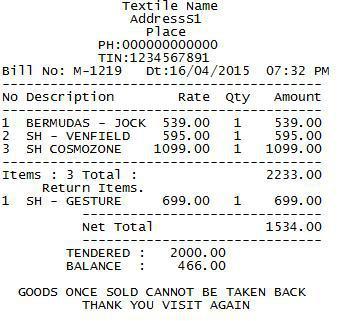 Textile Name
AddressS1
Place
PH:000000000000
TIN:1234567891
Bill No: M-1219 Dt:16/04/2015 07:32 PM
No Description Rate Qty Amount
1 BERMUDAS - JOCK 539.00 1 539.00
2 SH - VENFIELD 595.00 1 595.00
3 SH COSMOZONE 1099.00 1 1099.00
Items : 3 Total : 2233.00
Return Items.
1 SH - GESTURE 699.00 1 699.00
Net Total 1534.00
TENDERED : 2000.00
BALANCE : 466.00
GOODS ONCE SOLD CANNOT BE TAKEN BACK
THANK YOU VISIT AGAIN